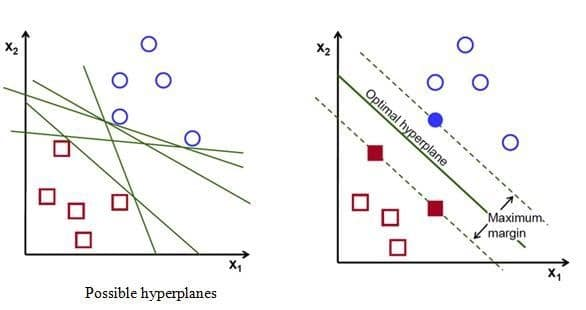 x2
x1
Possible hyperplanes
x2
Optimal hyperplane
Maximum.
margin
x1